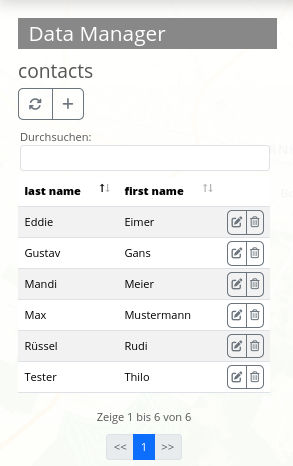 Data Manager
contacts
Durchsuchen:
last name first name
Eddie Eimer
Gustav Gans
Mandi Meier
Max Mustermann
Rüssel Rudi
Tester Thilo
Zeige 1 bis 6 von 6
<< 1 >>